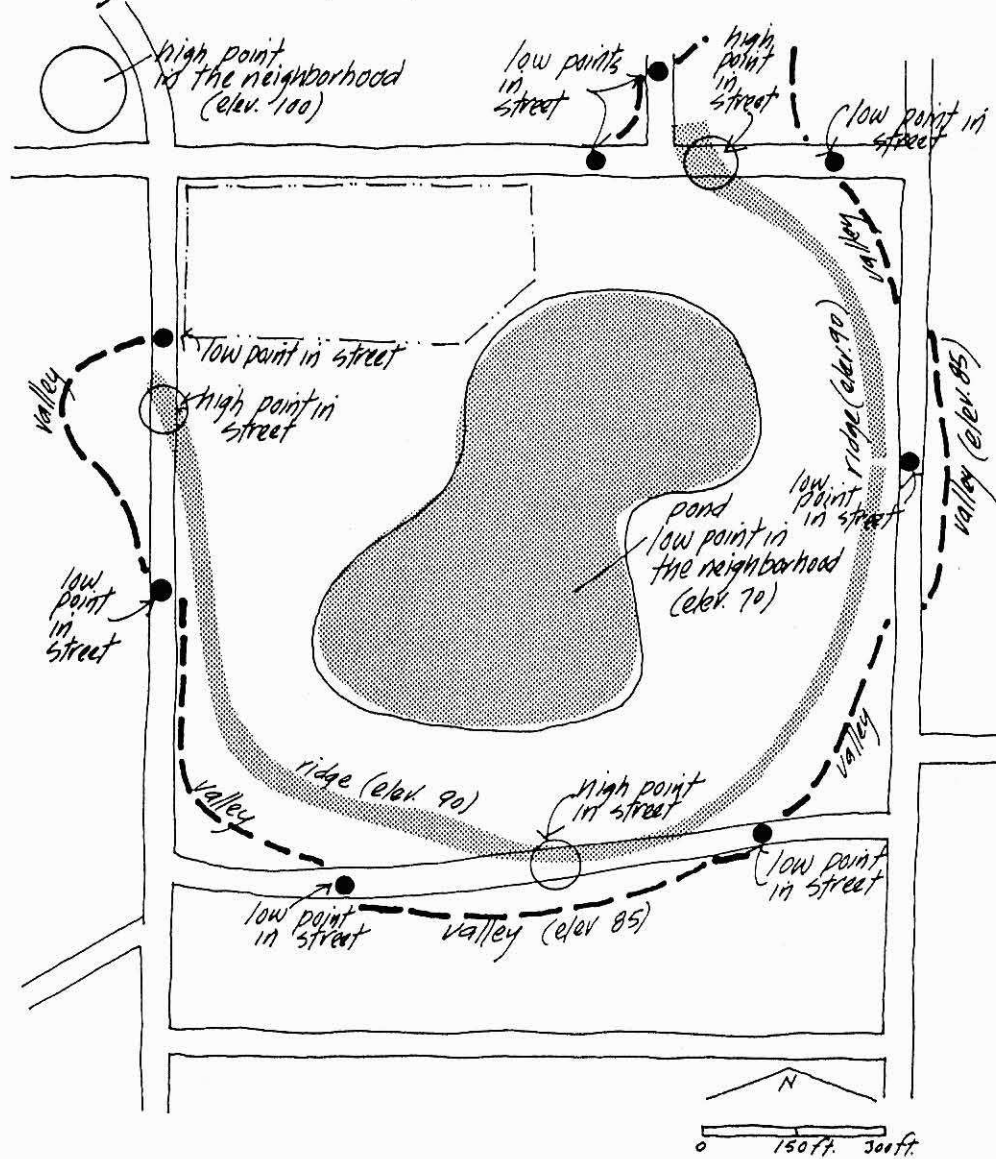 high point
in the neighborhood
(elev. 100)
low points
in
street
high
point
in
street
low point in
street
valley
low point in street
valley
high point in
street
ridge (elev. 90)
valley (elev. 85)
low
point
in street
pond
low point in
the neighborhood
(elev. 70)
low
point
in
street
valley
valley
ridge (elev. 90)
high point
in street
low point
in street
low point
in street
valley (elev 85)
N
0 150 ft. 300 ft.